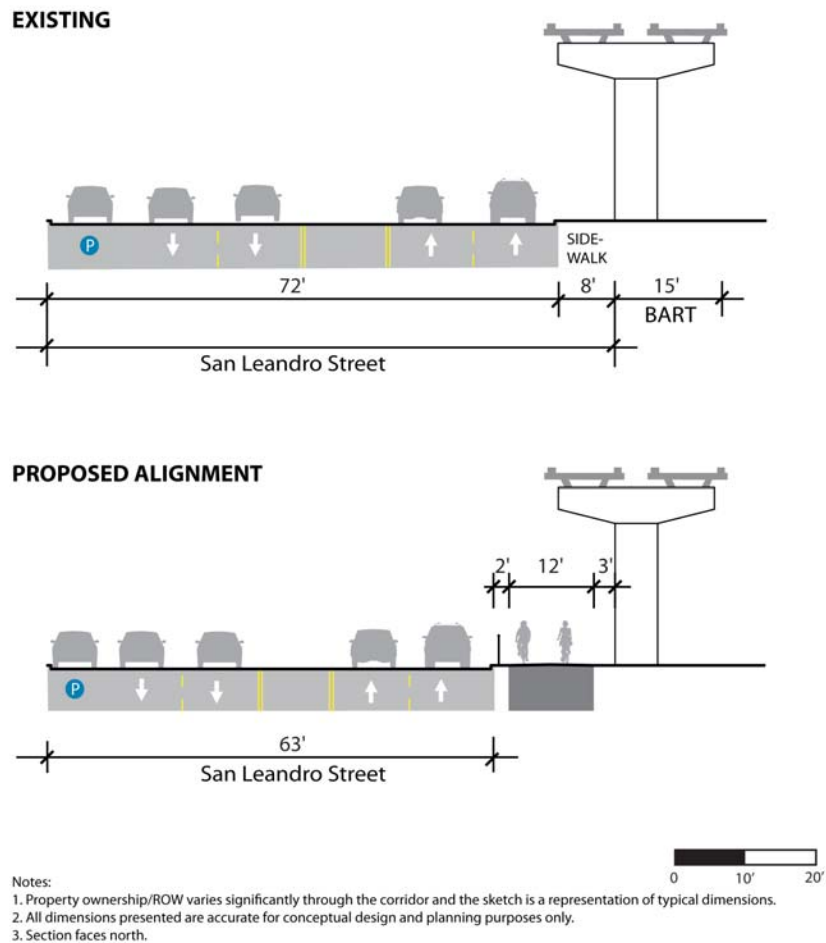 EXISTING
P
SIDE-
WALK
72'
8'
15'
BART
San Leandro Street
PROPOSED ALIGNMENT
2'
12'
3'
P
63'
San Leandro Street
0
10'
20'
Notes:
1. Property ownership/ROW varies significantly through the corridor and the sketch is a representation of typical dimensions.
2. All dimensions presented are accurate for conceptual design and planning purposes only.
3. Section faces north.